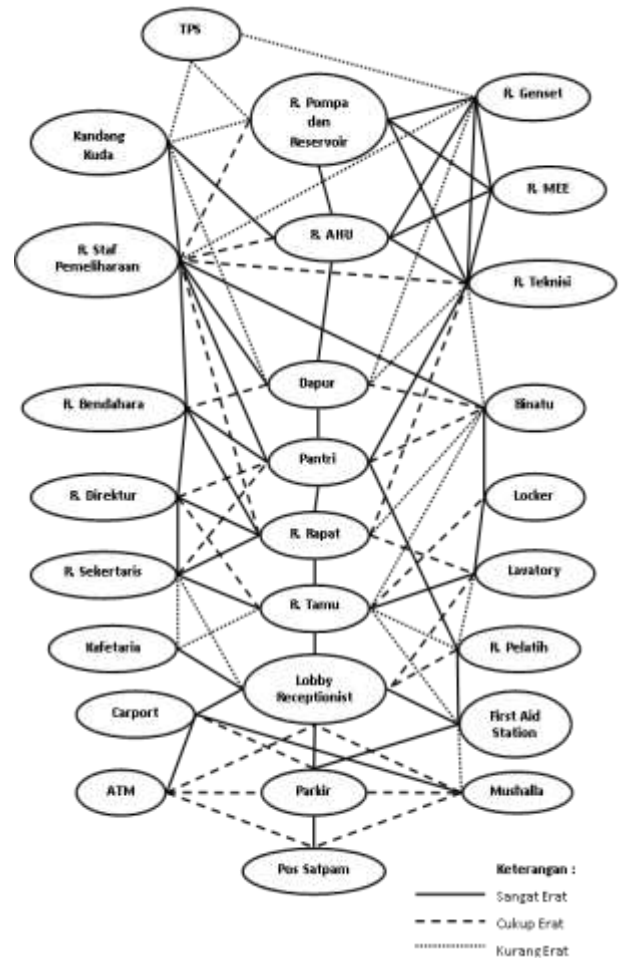 TPS
R. Pompa
dan
Reservoir
R. Genset
Kandang
Kuda
R. MEE
R. AHU
R. Staf
Pemeliharaan
R. Teknisi
Dapur
R. Bendahara
Binatu
Pantri
R. Direktur
Locker
R. Rapat
R. Sekertaris
Lavatory
R. Tamu
Kafetaria
R. Pelatih
Lobby
Receptionist
Carport
First Aid
Station
ATM
Parkir
Mushalla
Pos Satpam
Keterangan :
Sangat Erat
Cukup Erat
Kurang Erat